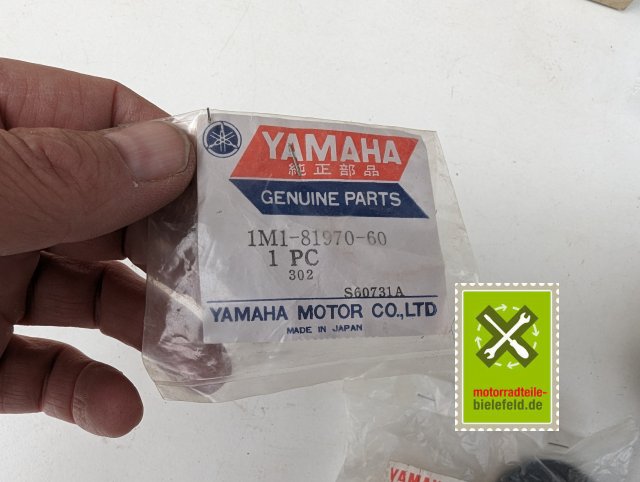 YAMAHA
純正部品
GENUINE PARTS
1M1-81970-60
1 PC
302
S60731A
YAMAHA MOTOR CO.,LTD
MADE IN JAPAN
motorradteile-
bielefeld.de
YAMAHA